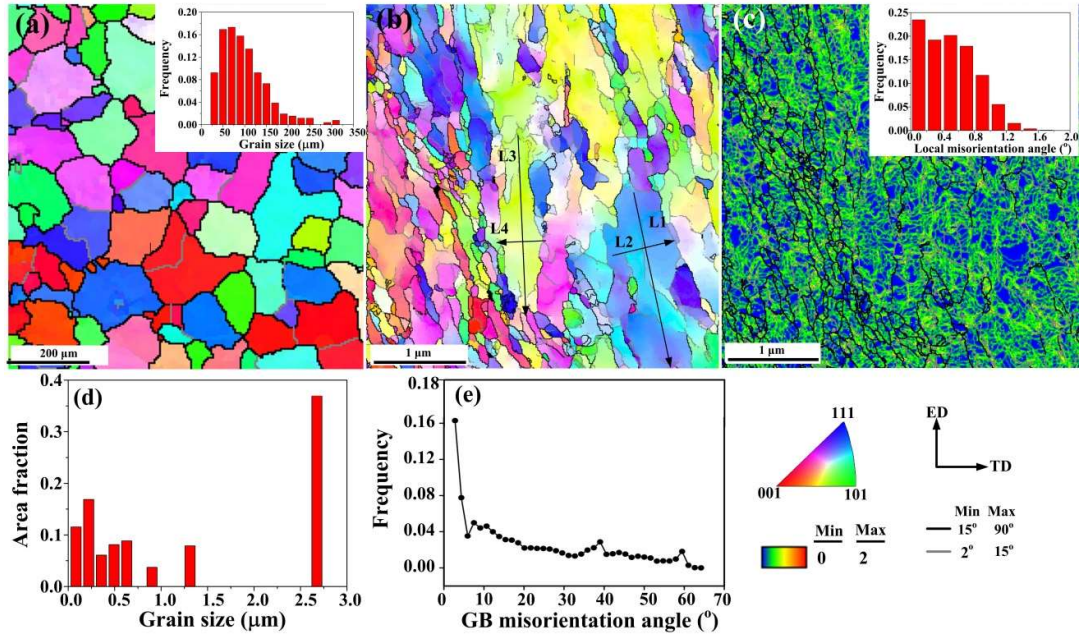 (a)
Frequency
0.20
0.16
0.12
0.08
0.04
0.00
0 50 100 150 200 250 300 350
Grain size (μm)
200 μm
(b)
L3
L4
L1
L2
1 μm
(c)
Frequency
0.25
0.20
0.15
0.10
0.05
0.00
0.0 0.4 0.8 1.2 1.6 2.0
Local misorientation angle (°)
1 μm
(d)
Area fraction
0.4
0.3
0.2
0.1
0.0
0.0 0.5 1.0 1.5 2.0 2.5 3.0
Grain size (μm)
(e)
Frequency
0.18
0.16
0.12
0.08
0.04
0.00
0 10 20 30 40 50 60 70
GB misorientation angle (°)
111
001 101
Min Max
0 2
ED
TD
Min Max
15° 90°
2° 15°